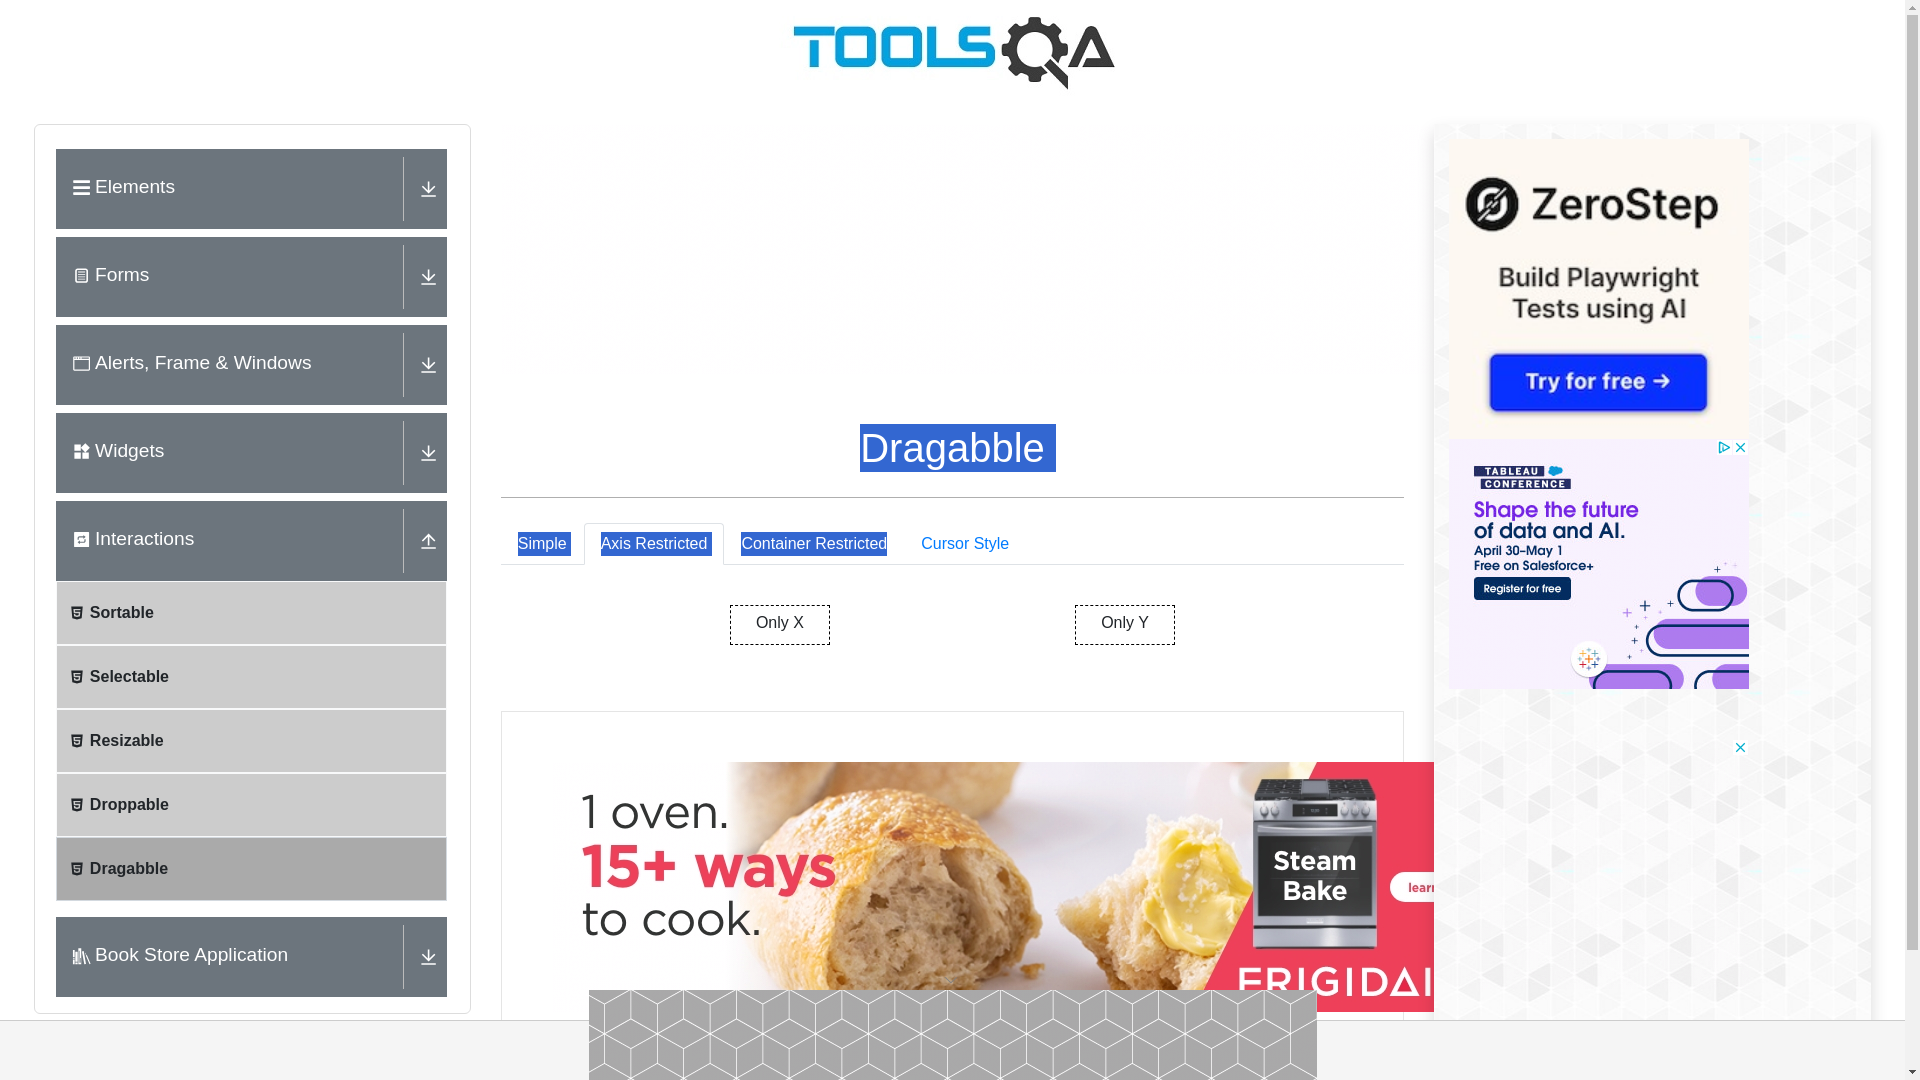 TOOLSQA
Elements
Forms
Alerts, Frame & Windows
Widgets
Interactions
Sortable
Selectable
Resizable
Droppable
Dragabble
Book Store Application
Dragabble
Simple
Axis Restricted
Container Restricted
Cursor Style
Only X
Only Y
1 oven.
15+ ways
to cook.
Steam
Bake
learn
FRIGIDAI
ZeroStep
Build Playwright
Tests using AI
Try for free →
TABLEAU
CONFERENCE
Shape the future
of data and AI.
April 30–May 1
Free on Salesforce+
Register for free